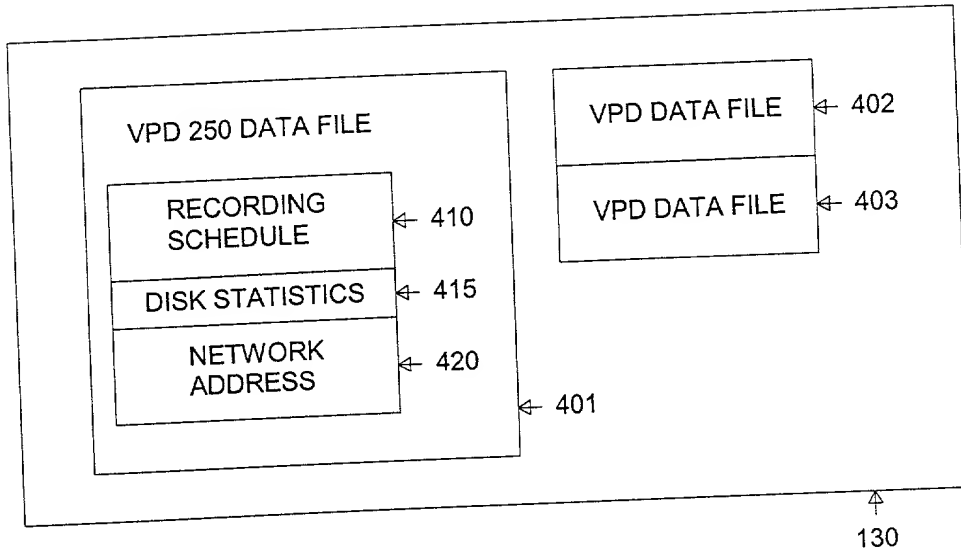 VPD 250 DATA FILE
RECORDING
SCHEDULE
410
DISK STATISTICS
415
NETWORK
ADDRESS
420
401
VPD DATA FILE
402
VPD DATA FILE
403
130